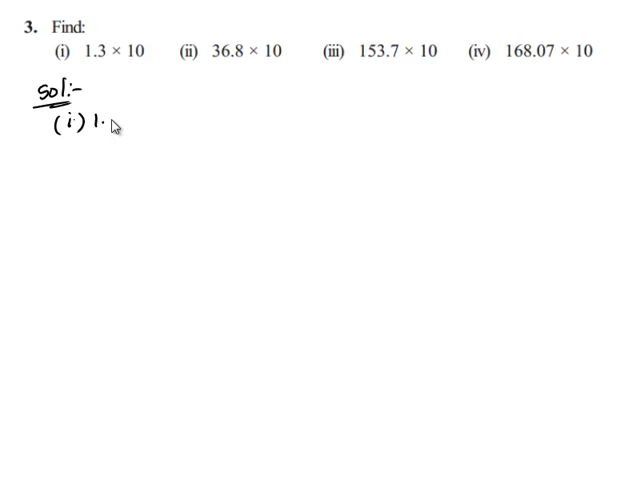 3. Find:
(i) 1.3 × 10 (ii) 36.8 × 10 (iii) 153.7 × 10 (iv) 168.07 × 10
Sol:-
(i) 1.